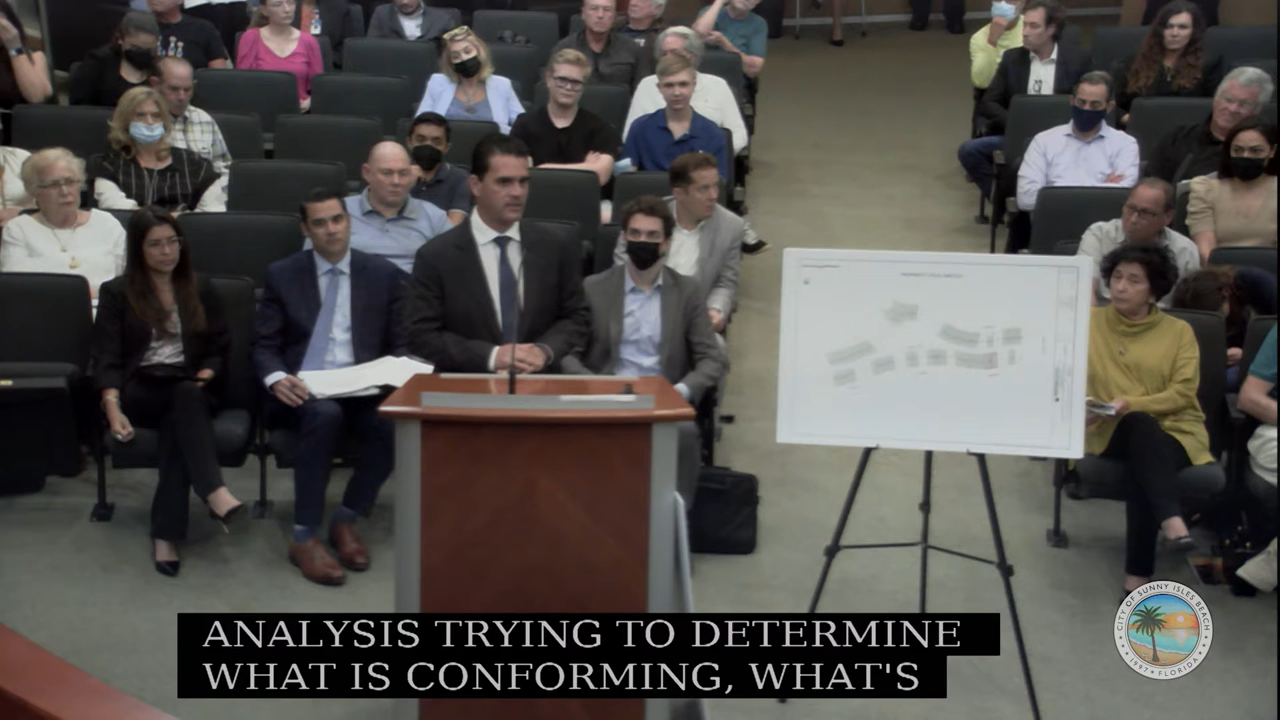 ANALYSIS TRYING TO DETERMINE
WHAT IS CONFORMING, WHAT'S
CITY OF SUNNY ISLES BEACH
• 1997 • FLORIDA •